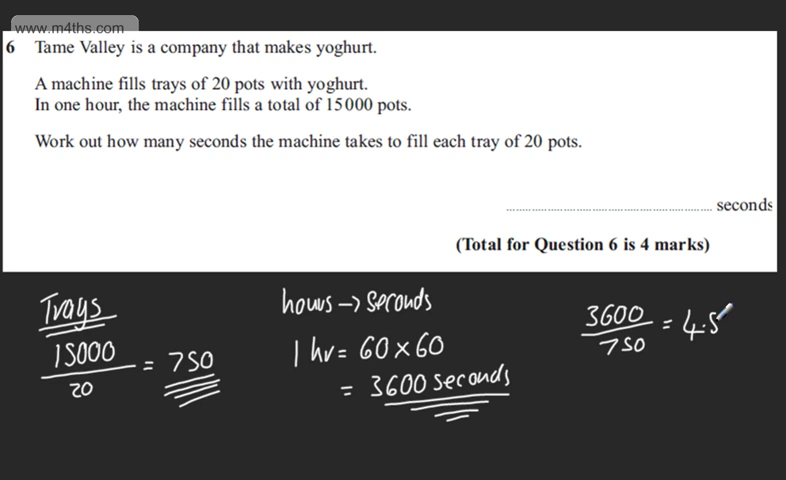 www.m4ths.com
6 Tame Valley is a company that makes yoghurt.
A machine fills trays of 20 pots with yoghurt.
In one hour, the machine fills a total of 15 000 pots.
Work out how many seconds the machine takes to fill each tray of 20 pots.
........................................................ seconds
(Total for Question 6 is 4 marks)
Trays
15000
20
= 750
hours → seconds
1 hr = 60 × 60
= 3600 seconds
3600
750
= 4.8